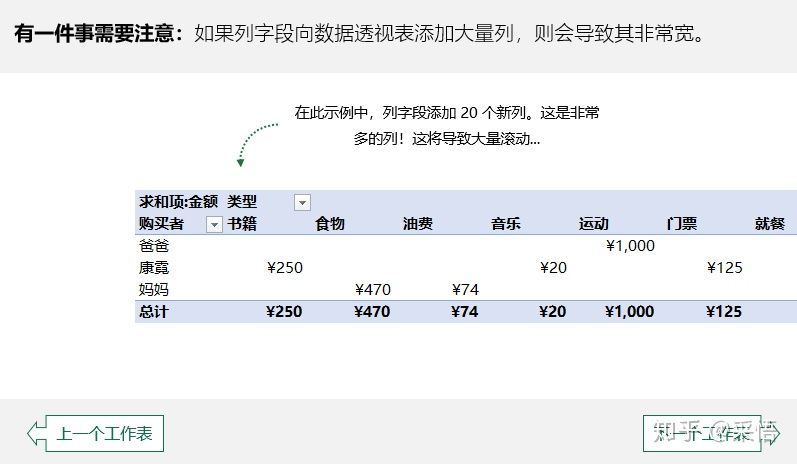 有一件事需要注意：如果列字段向数据透视表添加大量列，则会导致其非常宽。
在此示例中，列字段添加 20 个新列。这是非常
多的列！这将导致大量滚动...
求和项:金额 类型
购买者 书籍 食物 油费 音乐 运动 门票 就餐
爸爸 ¥1,000
康霓 ¥250 ¥20 ¥125
妈妈 ¥470 ¥74
总计 ¥250 ¥470 ¥74 ¥20 ¥1,000 ¥125
上一个工作表
下一个工作表
知乎 @采悟